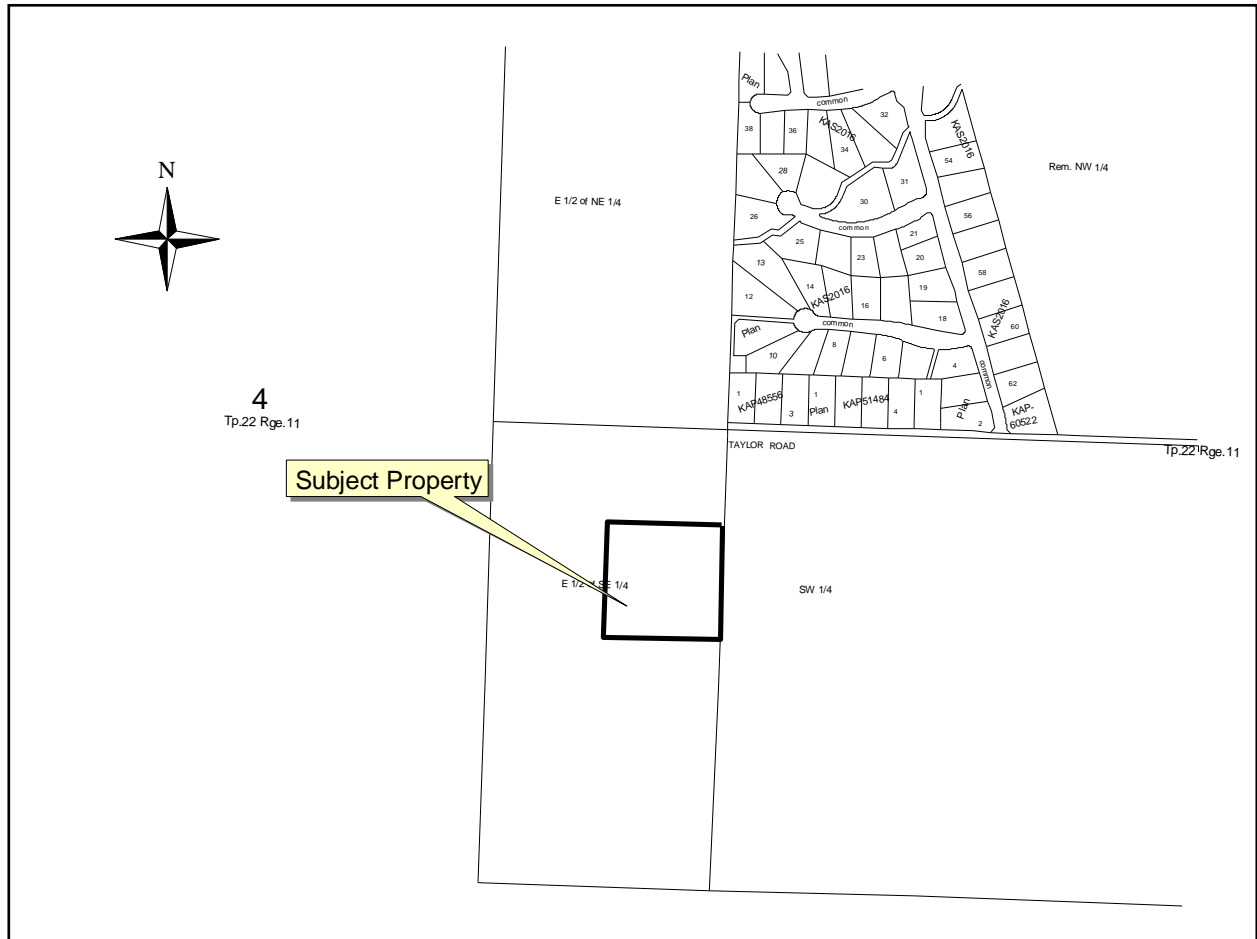 N
4
Tp.22 Rge.11
E 1/2 of NE 1/4
Rem. NW 1/4
Plan
common
38
36
KAS2016
34
32
KAS2016
54
28
31
30
56
26
common
25
21
23
20
13
58
14
19
12
KAS2016
16
18
KAS2016
60
Plan
common
8
10
6
4
common
62
1
KAP48556
3
1
Plan
KAP51484
4
1
Plan
2
KAP-
60522
TAYLOR ROAD
Tp.22 Rge.11
Subject Property
E 1/2 of SE 1/4
SW 1/4